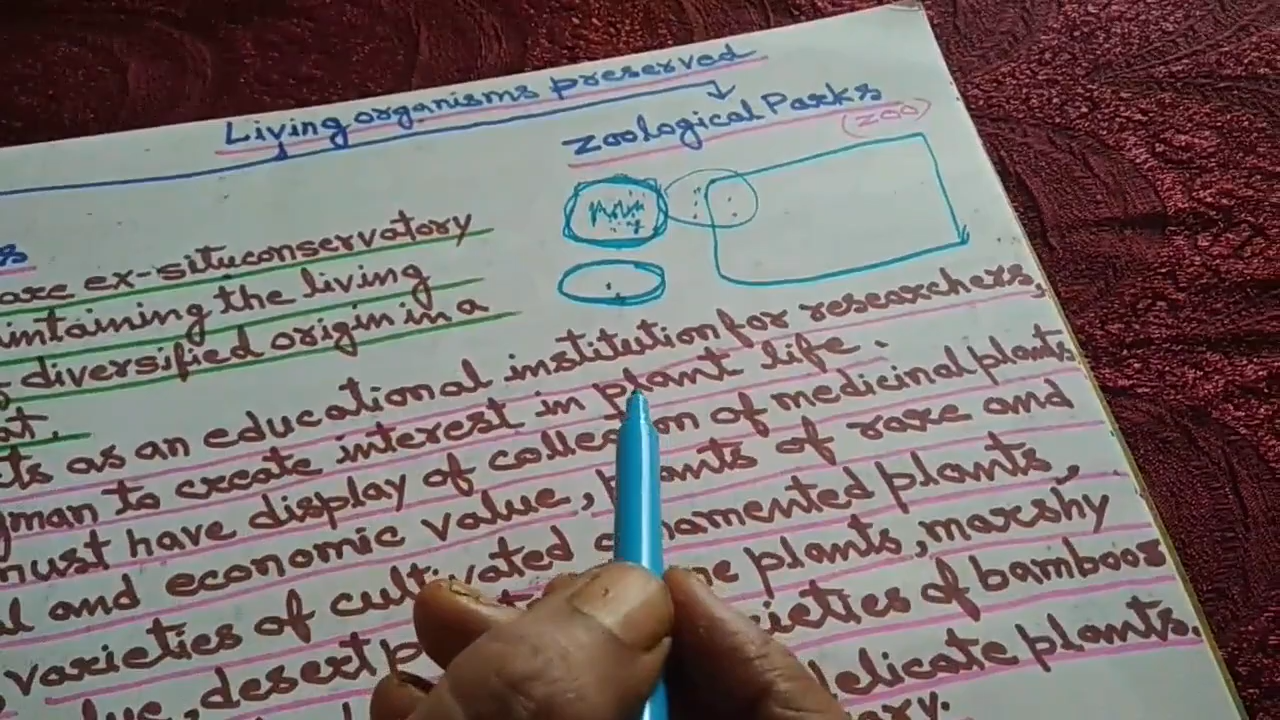 Living organisms preserved
Zoological Parks
(ZOO)
are ex-situ conservatory
intaining the living
diversified origin in a
at.
cts as an educational institution for researchers,
man to create interest in plant life.
must have display of collection of medicinal plants
and economic value, plants of rare and
varieties of cultivated ornamented plants,
desert plants, marshy
varieties of bamboos
delicate plants.